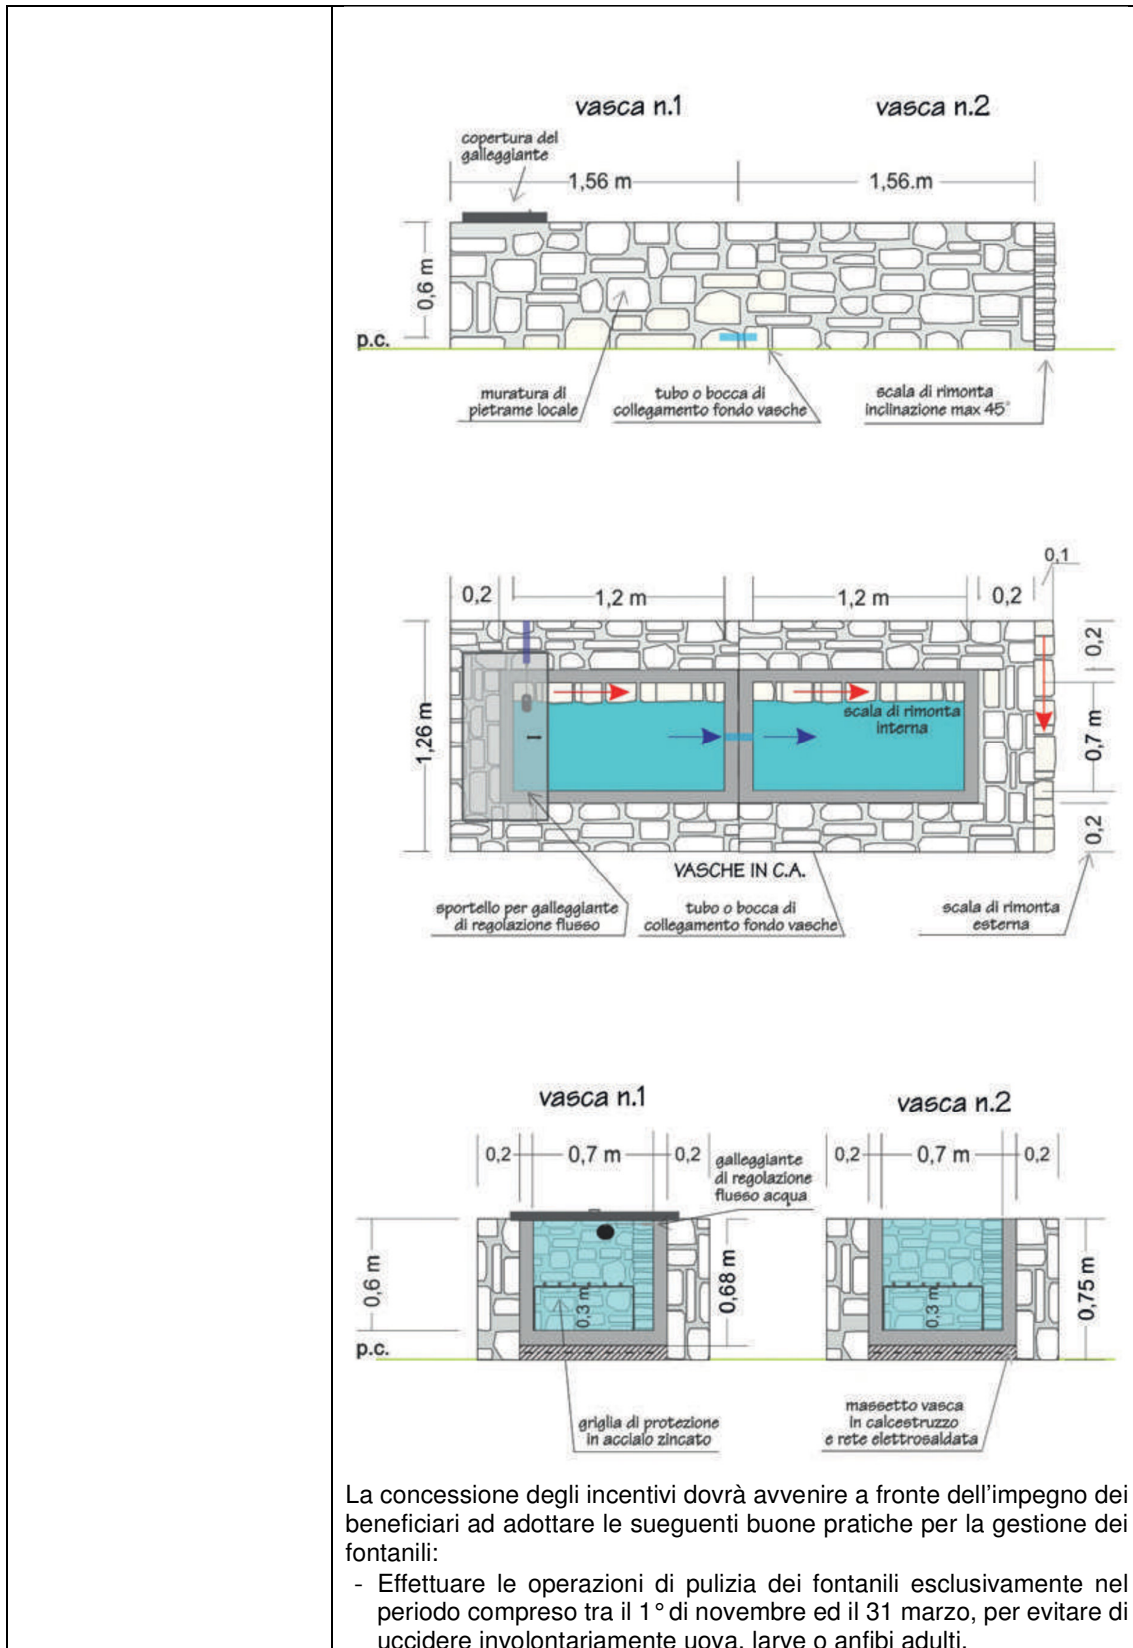 vasca n.1 vasca n.2
copertura del
galleggiante
1,56 m 1,56.m
0,6 m
p.c.
muratura di
pietrame locale
tubo o bocca di
collegamento fondo vasche
scala di rimonta
inclinazione max 45°
0,1
0,2 1,2 m 1,2 m 0,2
0,2
1,26 m
scala di rimonta
interna
0,7 m
0,2
VASCHE IN C.A.
sportello per galleggiante
di regolazione flusso
tubo o bocca di
collegamento fondo vasche
scala di rimonta
esterna
vasca n.1 vasca n.2
0,2 0,7 m 0,2
galleggiante
di regolazione
flusso acqua
0,2 0,7 m 0,2
0,6 m
0,3 m
0,68 m
0,3 m
0,75 m
p.c.
griglia di protezione
in acciaio zincato
massetto vasca
in calcestruzzo
e rete elettrosaldata
La concessione degli incentivi dovrà avvenire a fronte dell'impegno dei
beneficiari ad adottare le sueguenti buone pratiche per la gestione dei
fontanili:
- Effettuare le operazioni di pulizia dei fontanili esclusivamente nel
periodo compreso tra il 1° di novembre ed il 31 marzo, per evitare di
uccidere involontariamente uova, larve o anfibi adulti.